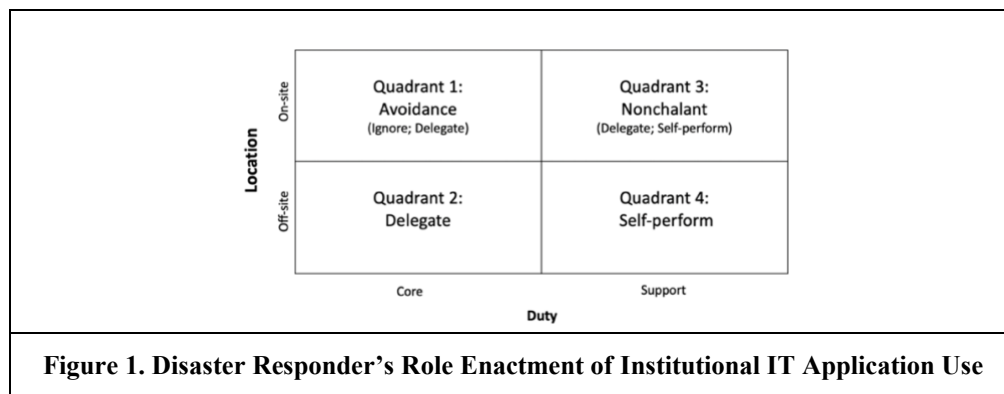 Location
On-site
Off-site
Quadrant 1:
Avoidance
(Ignore; Delegate)
Quadrant 3:
Nonchalant
(Delegate; Self-perform)
Quadrant 2:
Delegate
Quadrant 4:
Self-perform
Core
Support
Duty
Figure 1. Disaster Responder’s Role Enactment of Institutional IT Application Use